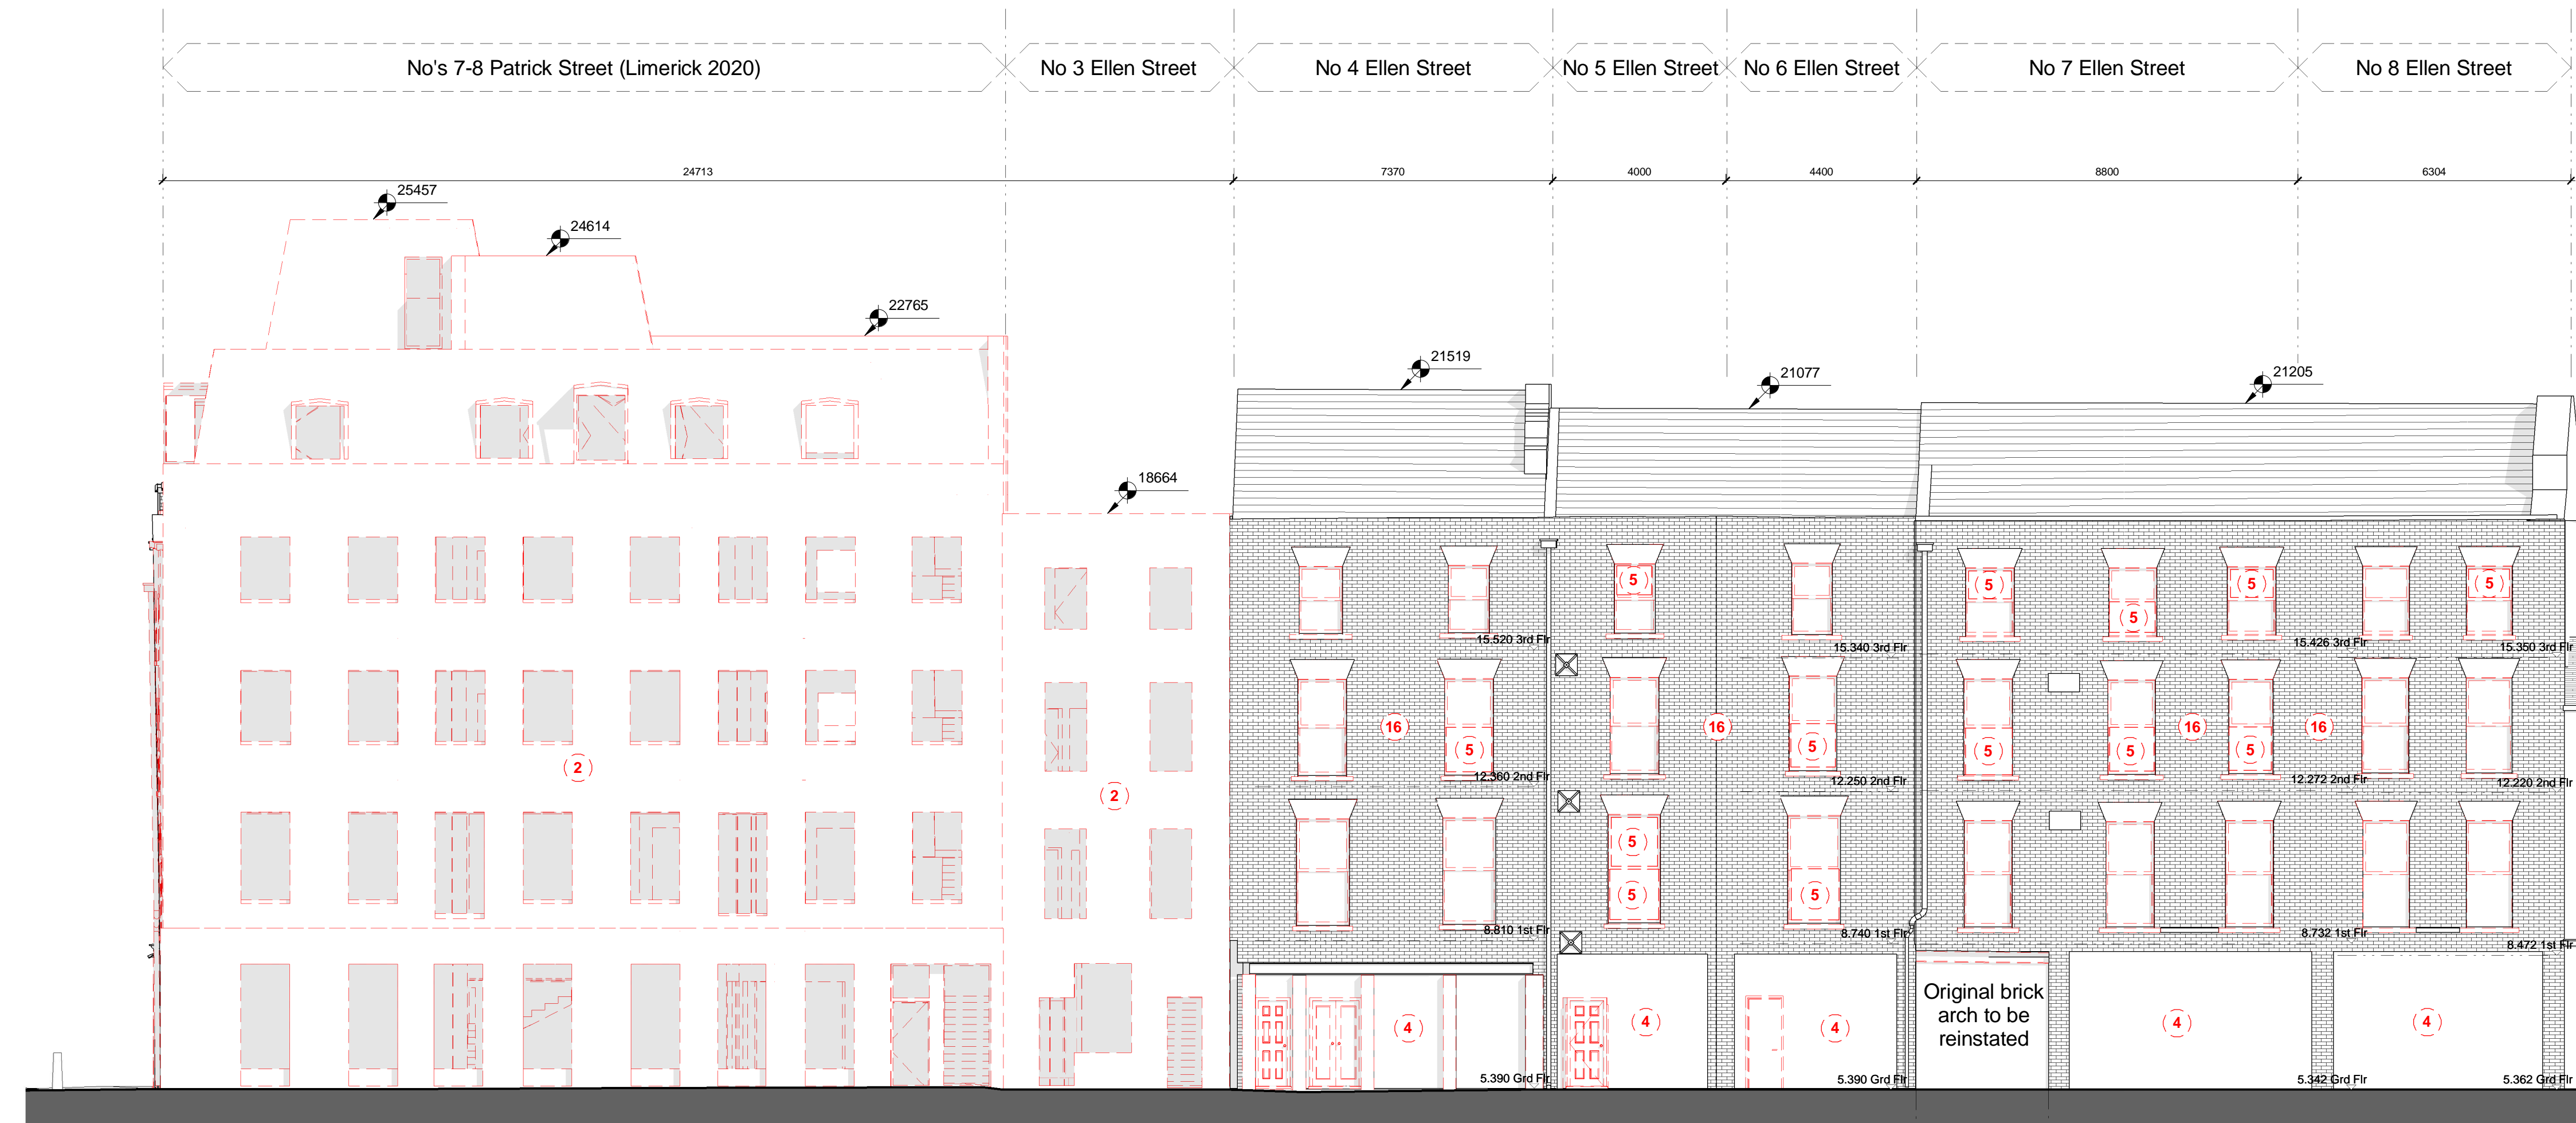 No's 7-8 Patrick Street (Limerick 2020)
No 3 Ellen Street
No 4 Ellen Street
No 5 Ellen Street
No 6 Ellen Street
No 7 Ellen Street
No 8 Ellen Street
24713
7370
4000
4400
8800
6304
25457
24614
22765
18664
21519
21077
21205
5
5
5
5
5
15.520 3rd Flr
15.340 3rd Flr
15.426 3rd Flr
15.350 3rd Flr
16
16
16
16
2
2
5
5
5
5
5
12.360 2nd Flr
12.250 2nd Flr
12.272 2nd Flr
12.220 2nd Flr
5
5
5
8.810 1st Flr
8.740 1st Flr
8.732 1st Flr
8.472 1st Flr
Original brick
arch to be
reinstated
4
4
4
4
4
5.390 Grd Flr
5.390 Grd Flr
5.342 Grd Flr
5.362 Grd Flr